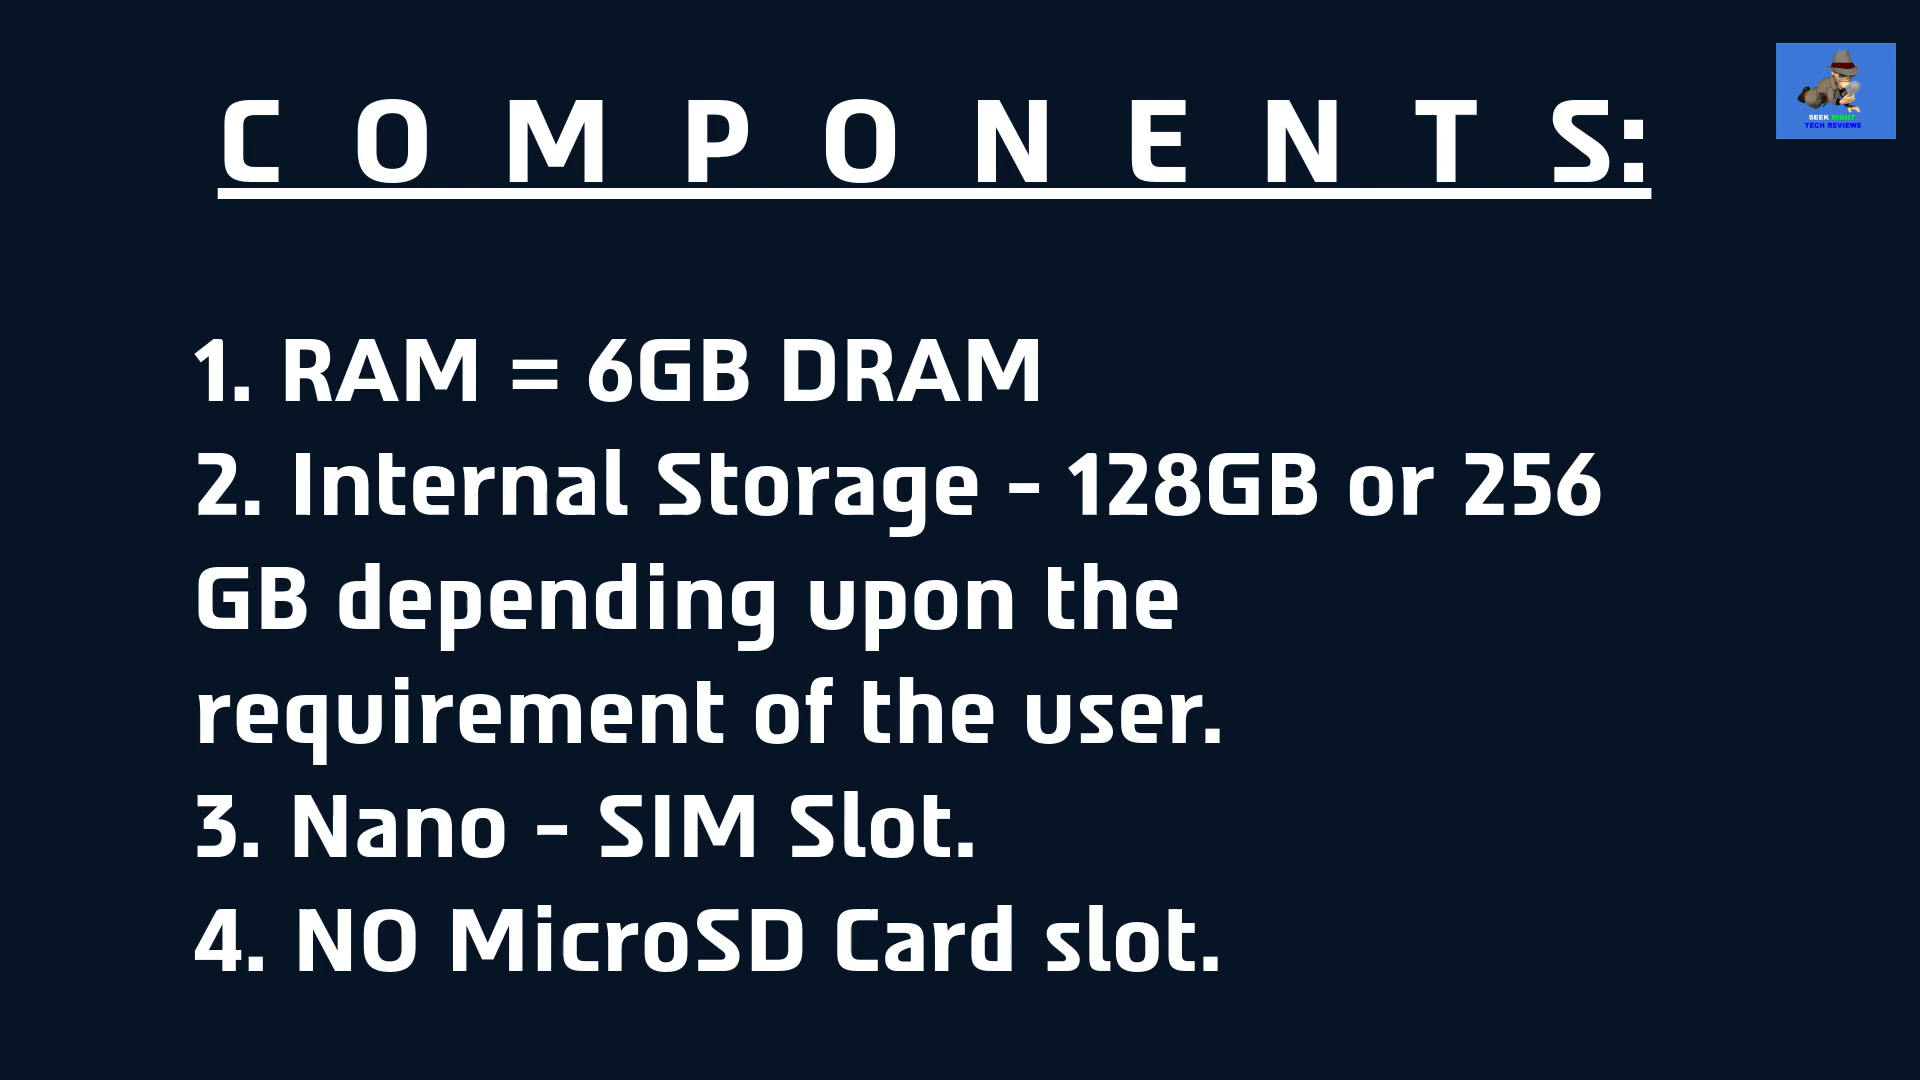 C O M P O N E N T S:
SEEK RIGHT
TECH REVIEWS
1. RAM = 6GB DRAM
2. Internal Storage - 128GB or 256
GB depending upon the
requirement of the user.
3. Nano - SIM Slot.
4. NO MicroSD Card slot.